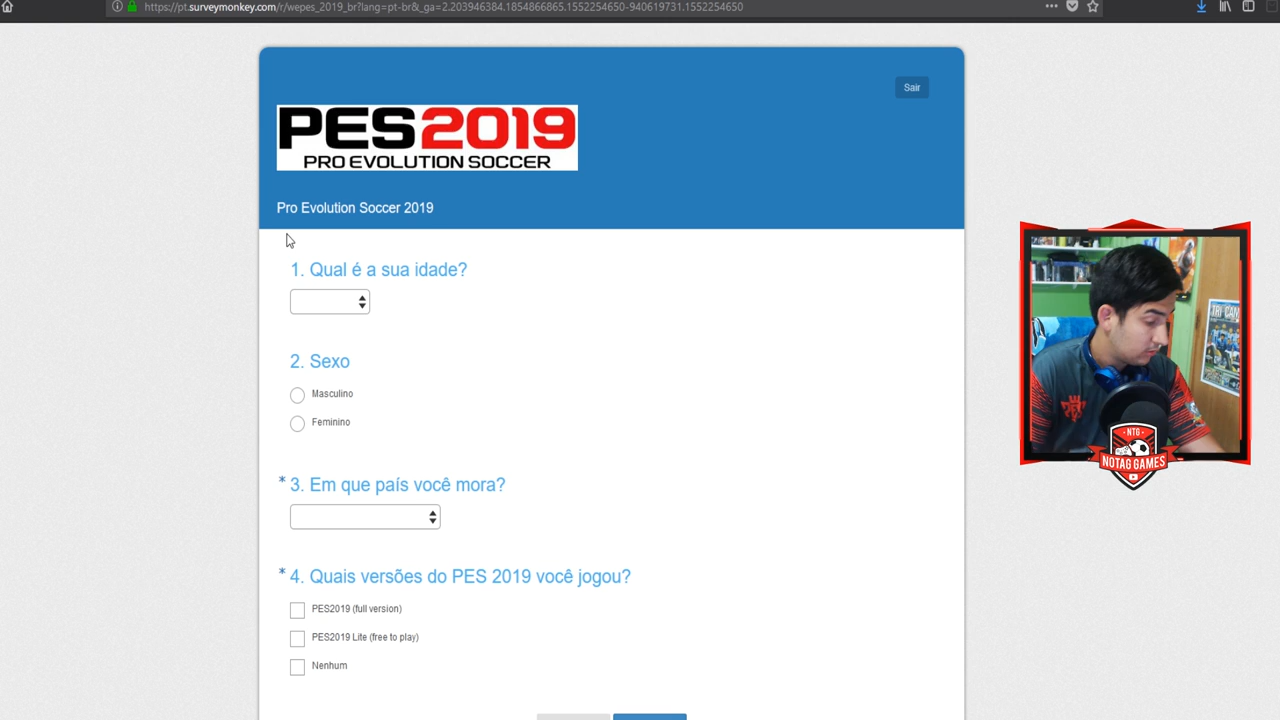 https://pt.surveymonkey.com/r/wepes_2019_br?lang=pt-br&_ga=2.203946384.1854866865.1552254650-940619731.1552254650
Sair
PES2019
PRO EVOLUTION SOCCER
Pro Evolution Soccer 2019
1. Qual é a sua idade?
2. Sexo
Masculino
Feminino
* 3. Em que país você mora?
* 4. Quais versões do PES 2019 você jogou?
PES2019 (full version)
PES2019 Lite (free to play)
Nenhum
TRI CAN
NTG
NOTAG GAMES